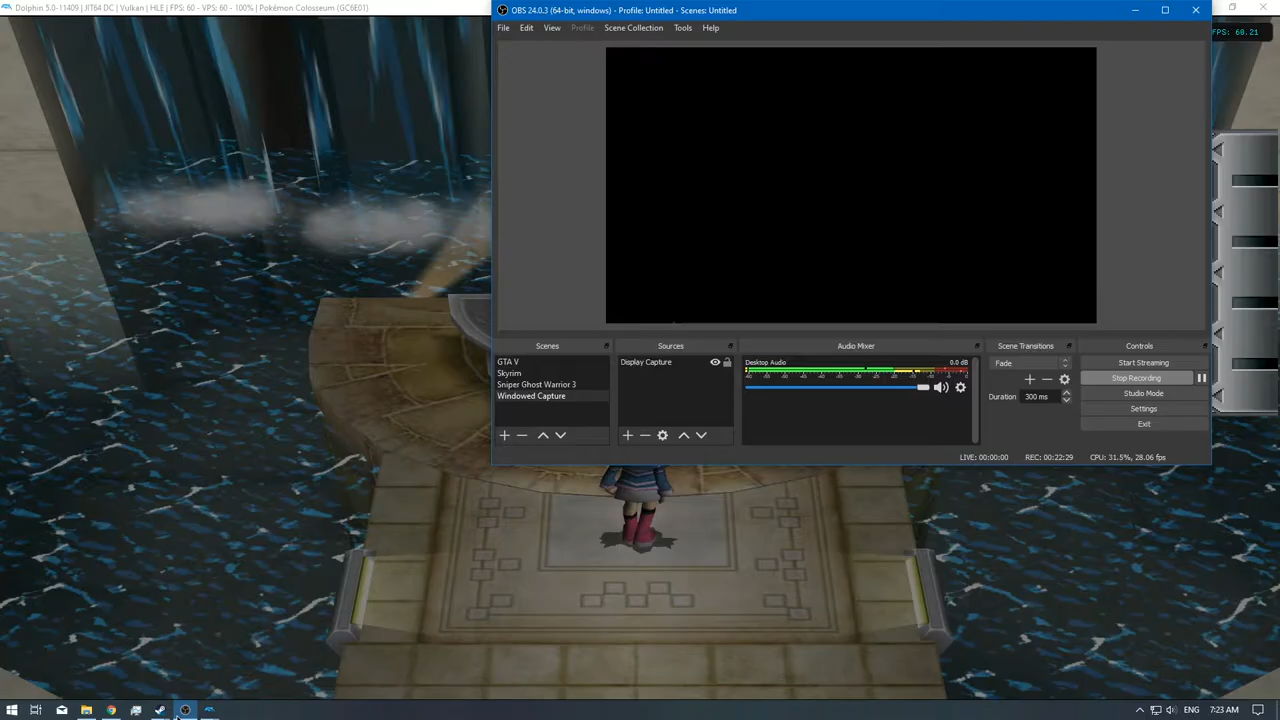 Dolphin 5.0-11409 | JIT64 DC | Vulkan | HLE | FPS: 60 - VPS: 60 - 100% | Pokémon Colosseum (GC6E01)
OBS 24.0.3 (64-bit, windows) - Profile: Untitled - Scenes: Untitled
File Edit View Profile Scene Collection Tools Help
FPS: 60.21
Scenes Sources Audio Mixer Scene Transitions Controls
GTA V
Skyrim
Sniper Ghost Warrior 3
Windowed Capture
Display Capture
Desktop Audio 0.0 dB
Fade
Duration 300 ms
Start Streaming
Stop Recording
Studio Mode
Settings
Exit
LIVE: 00:00:00 REC: 00:22:29 CPU: 31.5%, 28.06 fps
ENG 7:23 AM